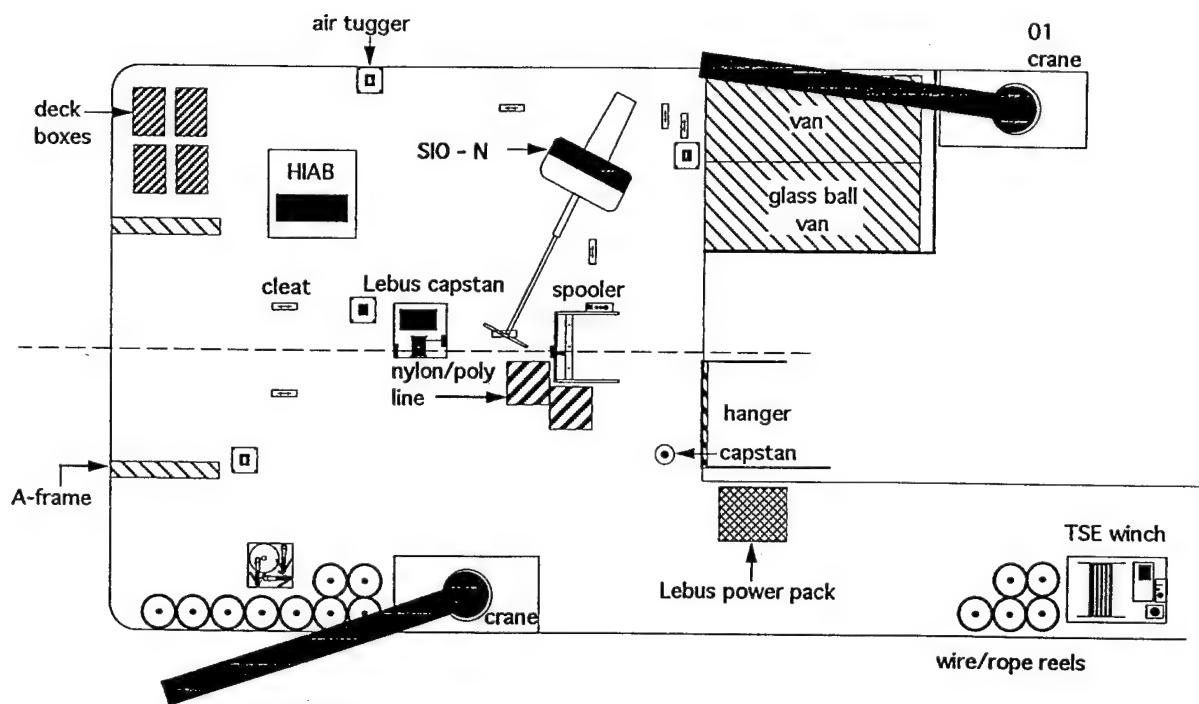 air tugger
01
crane
deck
boxes
van
SIO - N
HIAB
glass ball
van
cleat
Lebus capstan
spooler
nylon/poly
line
hanger
capstan
A-frame
TSE winch
Lebus power pack
crane
wire/rope reels